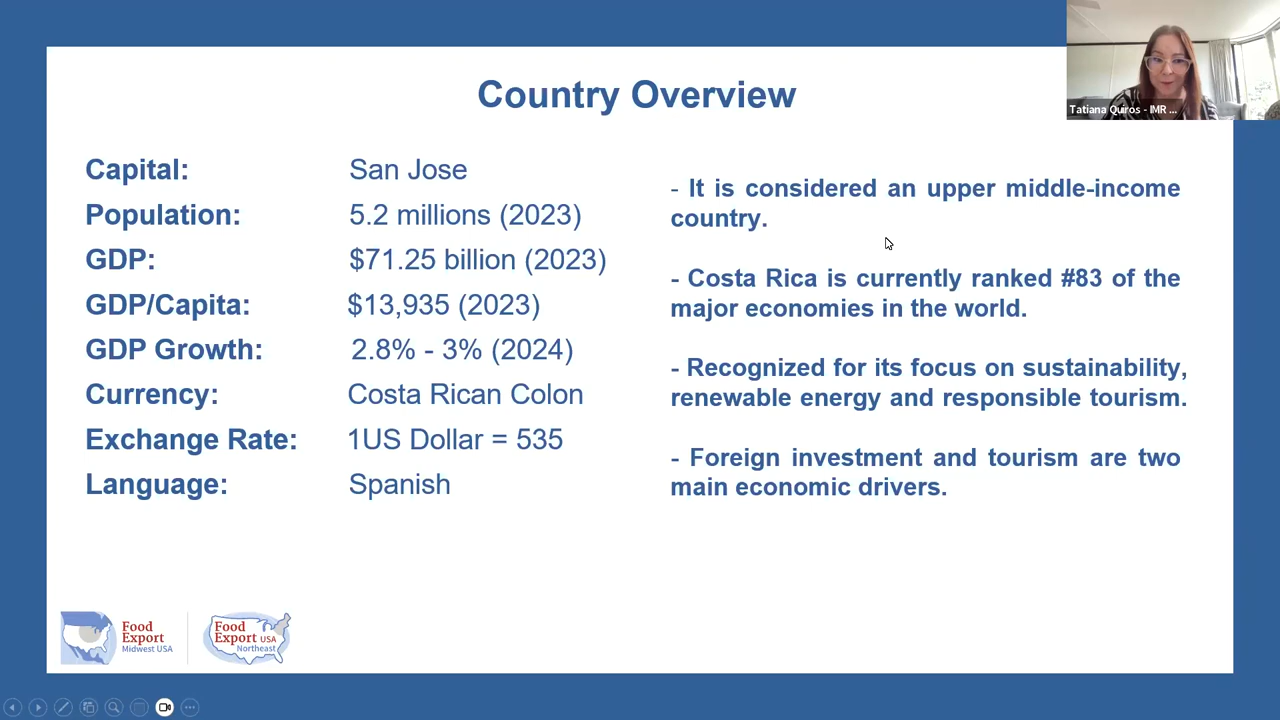 Country Overview
Tatiana Quiros - IMR ...
Capital: San Jose
Population: 5.2 millions (2023)
GDP: $71.25 billion (2023)
GDP/Capita: $13,935 (2023)
GDP Growth: 2.8% - 3% (2024)
Currency: Costa Rican Colon
Exchange Rate: 1US Dollar = 535
Language: Spanish
- It is considered an upper middle-income
country.
- Costa Rica is currently ranked #83 of the
major economies in the world.
- Recognized for its focus on sustainability,
renewable energy and responsible tourism.
- Foreign investment and tourism are two
main economic drivers.
Food
Export
Midwest USA
Food
Export USA
Northeast